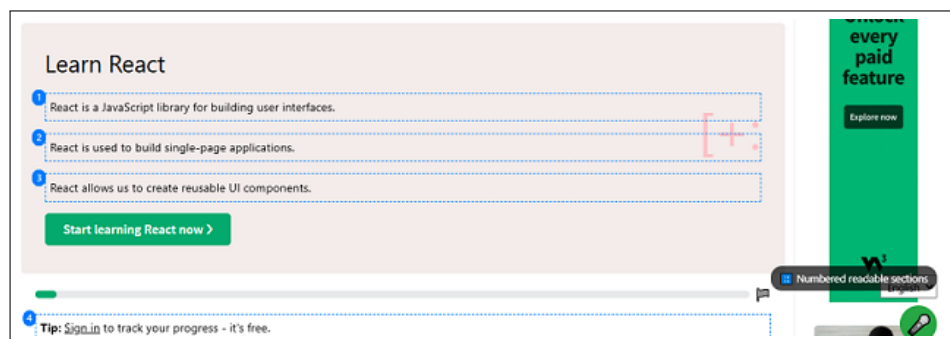 Learn React
1
React is a JavaScript library for building user interfaces.
2
React is used to build single-page applications.
3
React allows us to create reusable UI components.
Start learning React now >
4
Tip: Sign in to track your progress - it's free.
Unlock
every
paid
feature
Explore now
3
Numbered readable sections
English